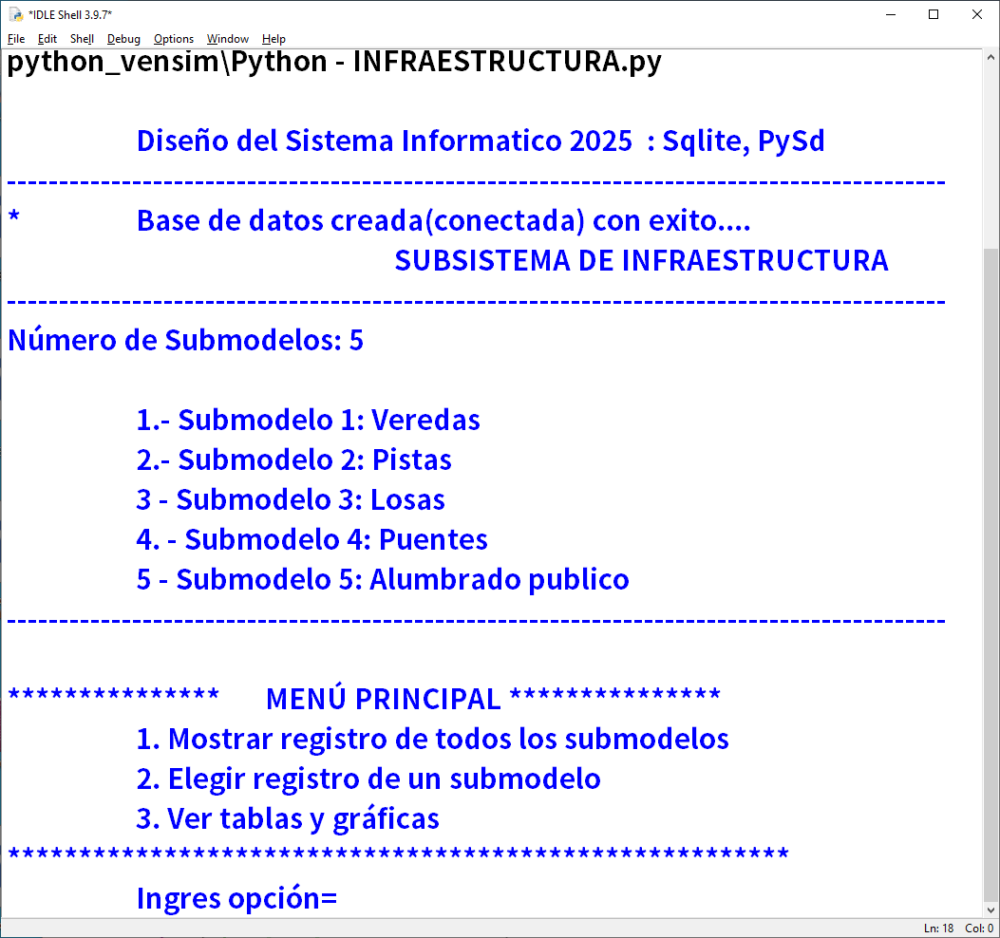 *IDLE Shell 3.9.7*
File Edit Shell Debug Options Window Help
python_vensim\Python - INFRAESTRUCTURA.py
Diseño del Sistema Informatico 2025  : Sqlite, PySd
------------------------------------------------------------------------------------
* Base de datos creada(conectada) con exito....
SUBSISTEMA DE INFRAESTRUCTURA
------------------------------------------------------------------------------------
Número de Submodelos: 5
1.- Submodelo 1: Veredas
2.- Submodelo 2: Pistas
3 - Submodelo 3: Losas
4. - Submodelo 4: Puentes
5 - Submodelo 5: Alumbrado publico
------------------------------------------------------------------------------------
*************** MENÚ PRINCIPAL ***************
1. Mostrar registro de todos los submodelos
2. Elegir registro de un submodelo
3. Ver tablas y gráficas
*******************************************************
Ingres opción=
Ln: 18 Col: 0